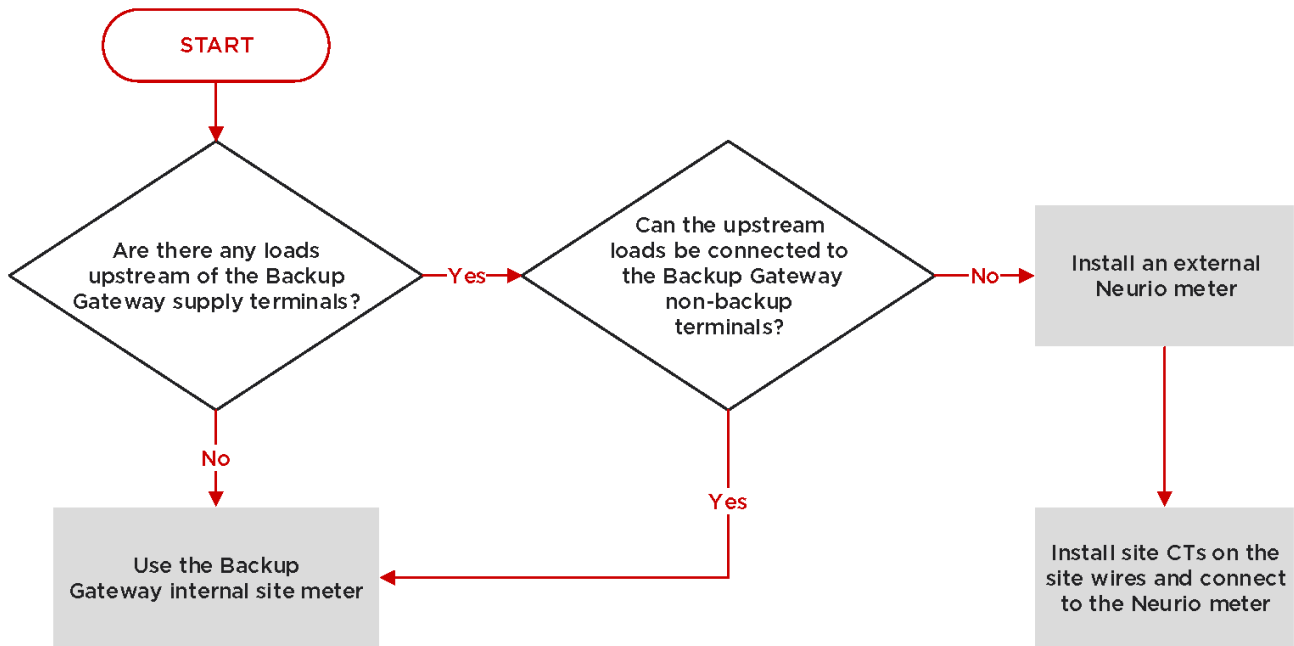 START
Are there any loads
upstream of the Backup
Gateway supply terminals?
Yes
Can the upstream
loads be connected to
the Backup Gateway
non-backup
terminals?
No
Install an external
Neurio meter
No
Yes
Use the Backup
Gateway internal site meter
Install site CTs on the
site wires and connect
to the Neurio meter